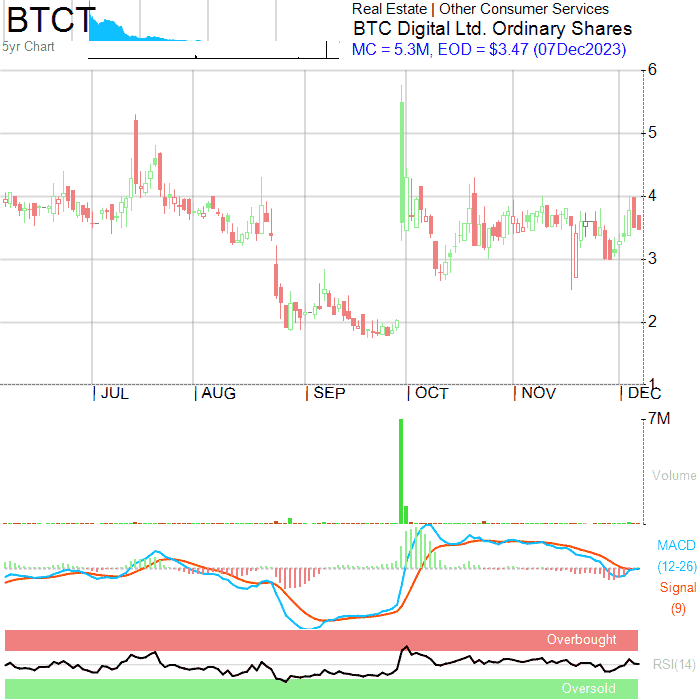 BTCT
5yr Chart
Real Estate | Other Consumer Services
BTC Digital Ltd. Ordinary Shares
MC = 5.3M, EOD = $3.47 (07Dec2023)
6
5
4
3
2
1
JUL AUG SEP OCT NOV DEC
7M
Volume
MACD
(12-26)
Signal
(9)
Overbought
RSI(14)
Oversold